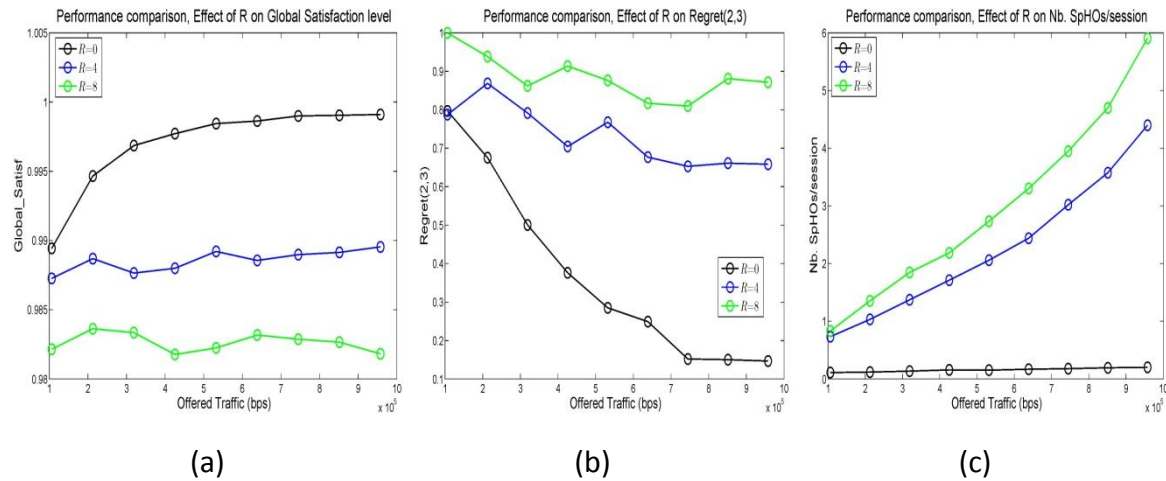 Performance comparison, Effect of R on Global Satisfaction level
1.005
1
0.995
0.99
0.985
0.98
Global_Satisf
R=0
R=4
R=8
1 2 3 4 5 6 7 8 9 10
x 10^5
Offered Traffic (bps)
(a)
Performance comparison, Effect of R on Regret(2,3)
1
0.9
0.8
0.7
0.6
0.5
0.4
0.3
0.2
0.1
Regret(2,3)
R=0
R=4
R=8
1 2 3 4 5 6 7 8 9 10
x 10^5
Offered Traffic (bps)
(b)
Performance comparison, Effect of R on Nb. SpHOs/session
6
5
4
3
2
1
0
Nb. SpHOs/session
R=0
R=4
R=8
1 2 3 4 5 6 7 8 9 10
x 10^5
Offered Traffic (bps)
(c)